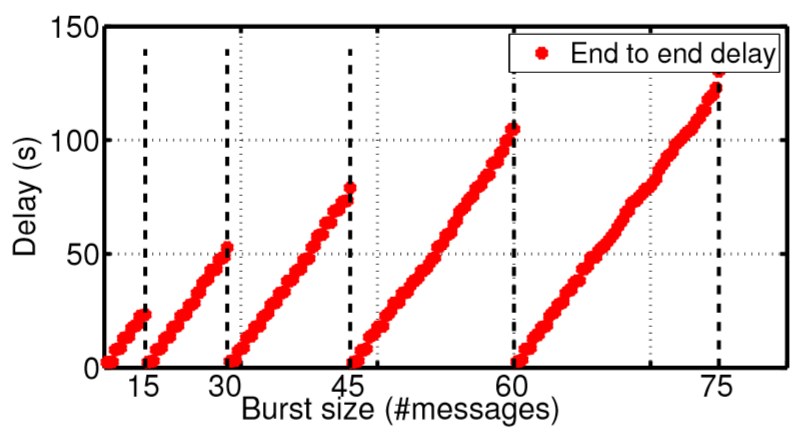 150
End to end delay
100
50
0
Delay (s)
15 30 45 60 75
Burst size (#messages)